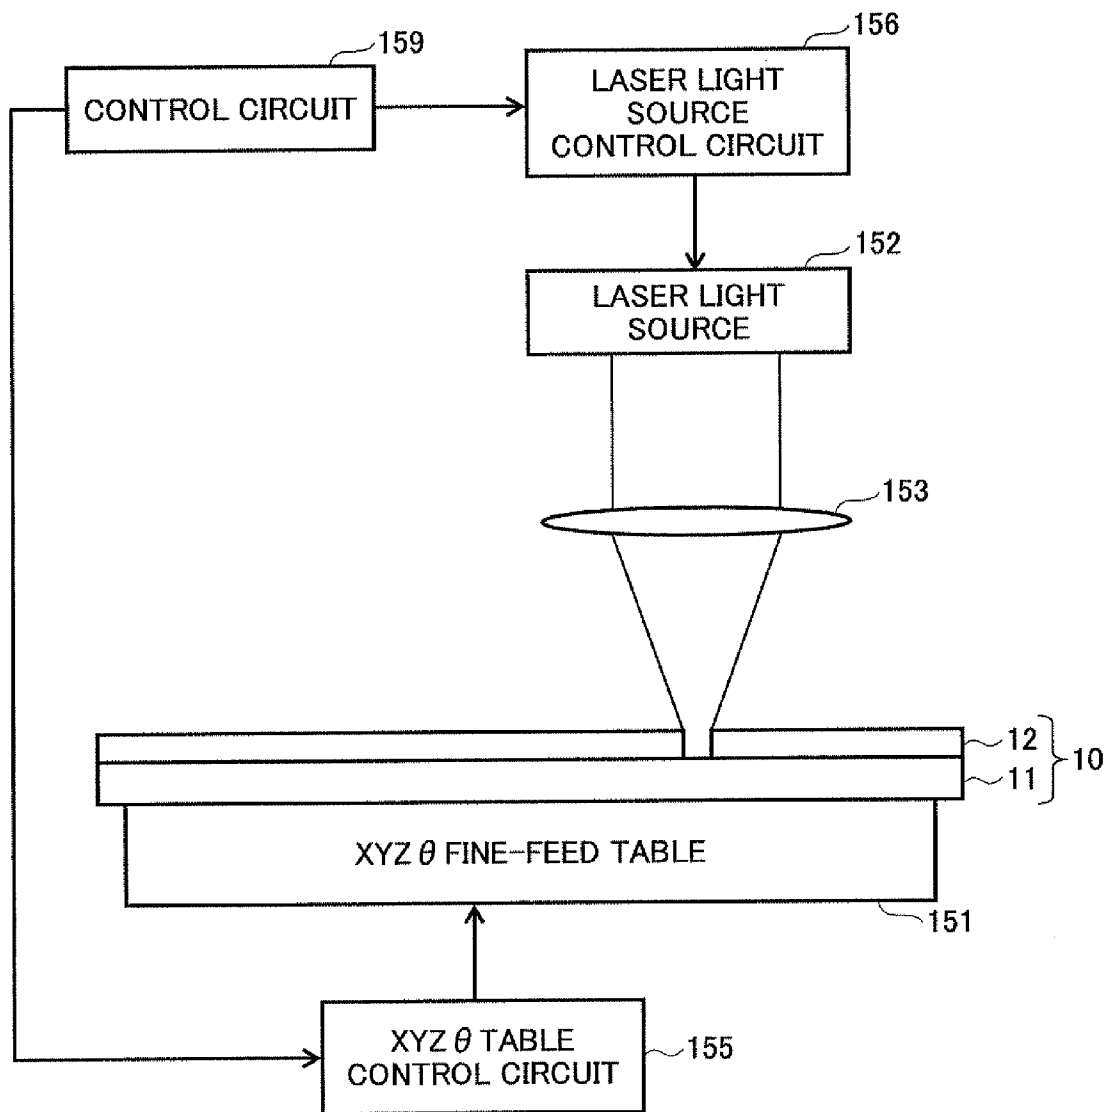 159
CONTROL CIRCUIT
156
LASER LIGHT
SOURCE
CONTROL CIRCUIT
152
LASER LIGHT
SOURCE
153
12
10
11
XYZ θ FINE-FEED TABLE
151
XYZ θ TABLE
CONTROL CIRCUIT
155